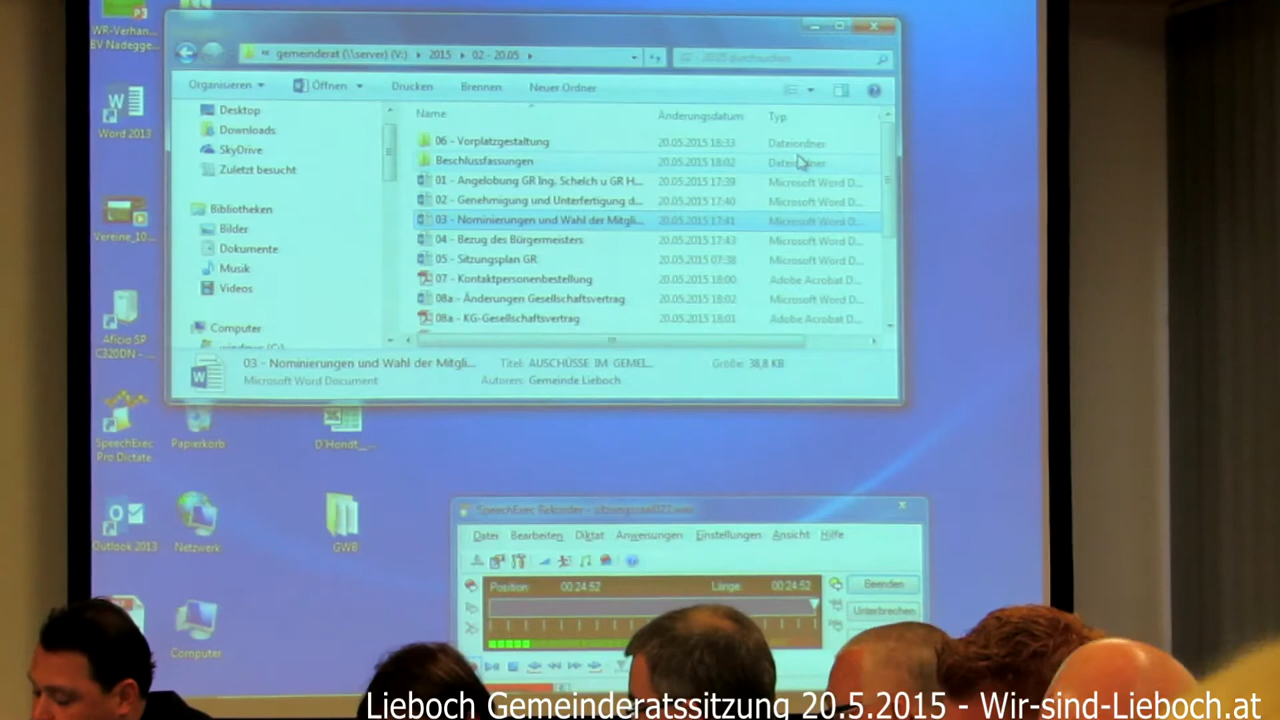 WR-Verhan...
BV Nadegge...
Word 2013
Vereine_10...
Aficio SP
C320DN - ...
SpeechExec
Pro Dictate
Papierkorb
D'Hondt_...
Outlook 2013
Netzwerk
GWB
Computer
gemeinderat (\\server) (V:) ▸ 2015 ▸ 02 - 20.05 ▸
Organisieren
Öffnen
Drucken
Brennen
Neuer Ordner
Desktop
Downloads
SkyDrive
Zuletzt besucht
Bibliotheken
Bilder
Dokumente
Musik
Videos
Computer
Name Änderungsdatum Typ
06 - Vorplatzgestaltung 20.05.2015 18:33 Dateiordner
Beschlussfassungen 20.05.2015 18:02 Dateiordner
01 - Angelobung GR Ing. Schelch u GR H... 20.05.2015 17:39 Microsoft Word D...
02 - Genehmigung und Unterfertigung d... 20.05.2015 17:40 Microsoft Word D...
03 - Nominierungen und Wahl der Mitgli... 20.05.2015 17:41 Microsoft Word D...
04 - Bezug des Bürgermeisters 20.05.2015 17:43 Microsoft Word D...
05 - Sitzungsplan GR 20.05.2015 07:38 Microsoft Word D...
07 - Kontaktpersonenbestellung 20.05.2015 18:00 Adobe Acrobat D...
08a - Änderungen Gesellschaftsvertrag 20.05.2015 18:02 Microsoft Word D...
08a - KG-Gesellschaftsvertrag 20.05.2015 18:01 Adobe Acrobat D...
03 - Nominierungen und Wahl der Mitgli... Titel: AUSCHÜSSE IM GEMEI... Größe: 38,8 KB
Microsoft Word Document Autoren: Gemeinde Lieboch
SpeechExec Rekorder -
Datei Bearbeiten Diktat Anweisungen Einstellungen Ansicht Hilfe
Position: 00:24:52 Länge: 00:24:52
Beenden
Unterbrechen
Lieboch Gemeinderatssitzung 20.5.2015 - Wir-sind-Lieboch.at